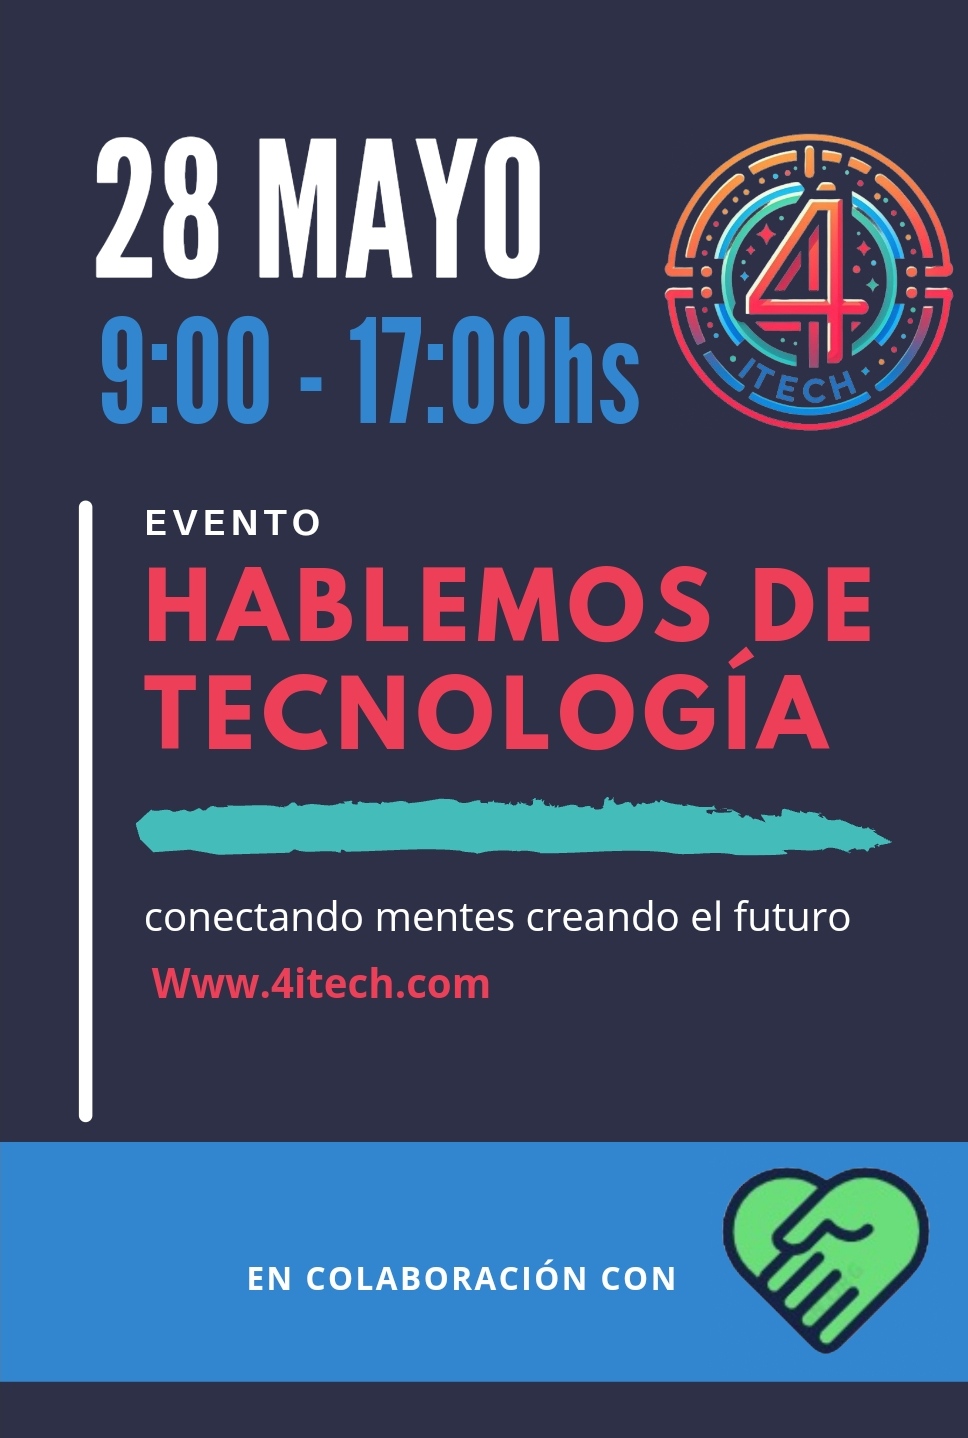 28 MAYO
9:00 - 17:00hs
4
ITECH
EVENTO
HABLEMOS DE
TECNOLOGÍA
conectando mentes creando el futuro
Www.4itech.com
EN COLABORACIÓN CON